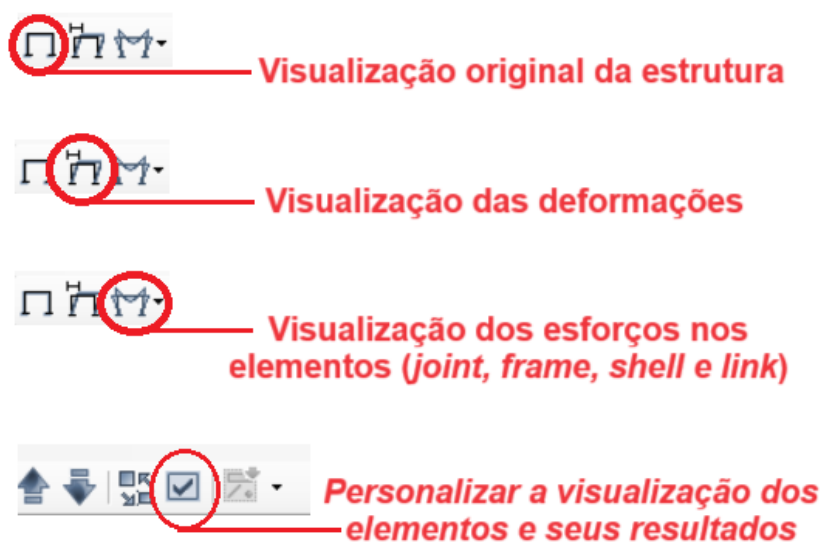 Visualização original da estrutura
Visualização das deformações
Visualização dos esforços nos
elementos (joint, frame, shell e link)
Personalizar a visualização dos
elementos e seus resultados